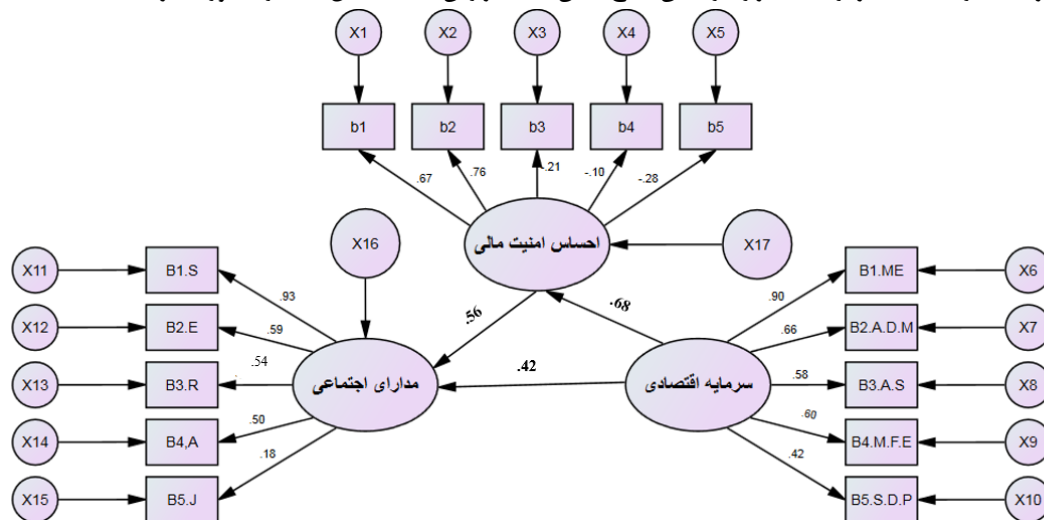 X1 X2 X3 X4 X5
b1 b2 b3 b4 b5
.67 .76 -.21 -.10 -.28
احساس امنیت مالی
X16
X17
X11 B1.S
X12 B2.E
X13 B3.R
X14 B4,A
X15 B5.J
.93
.59
.54
.50
.18
مدارای اجتماعی
.56
.68
.42
سرمایه اقتصادی
.90
.66
.58
.60
.42
B1.ME X6
B2.A.D.M X7
B3.A.S X8
B4.M.F.E X9
B5.S.D.P X10